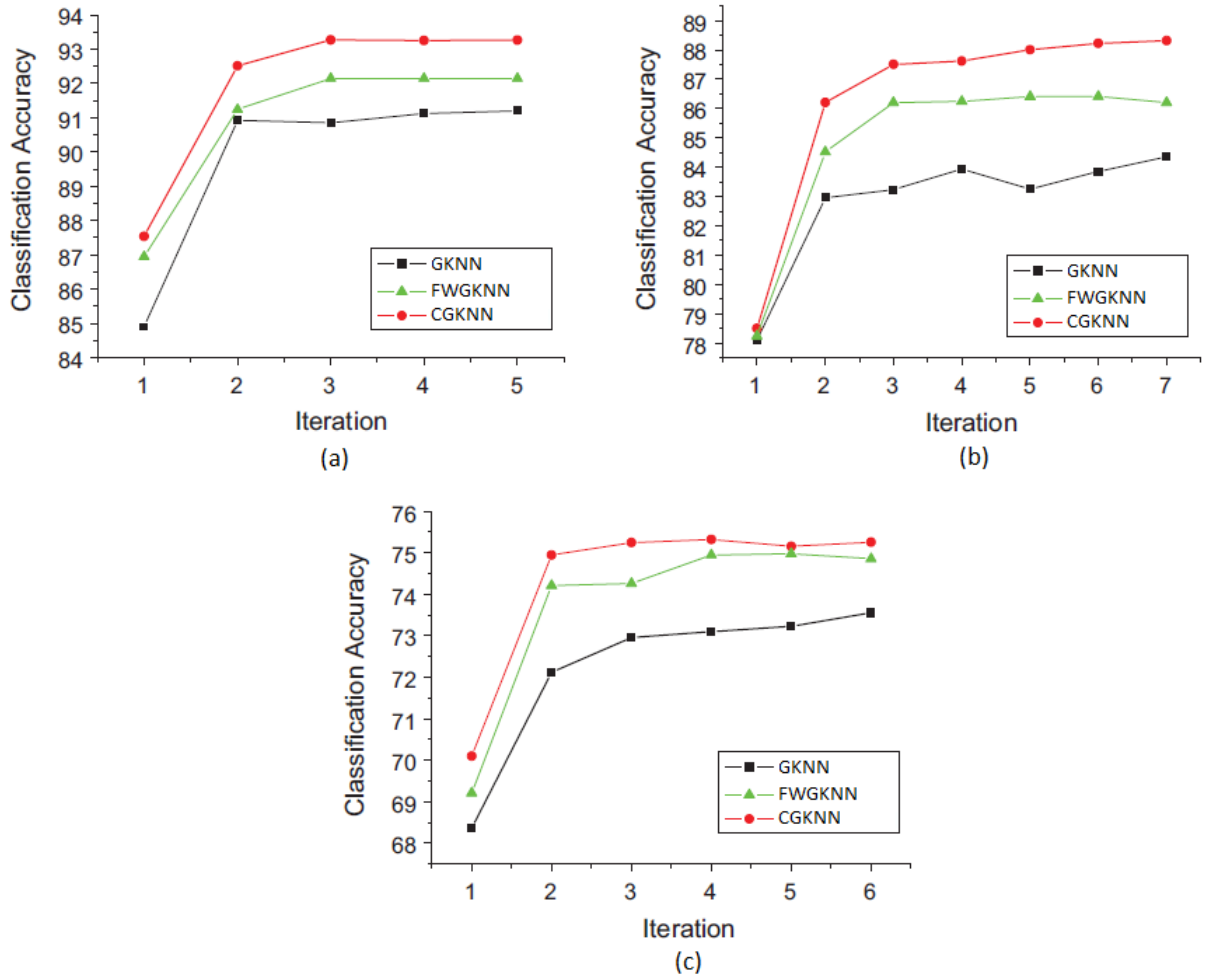 94
93
92
91
90
89
88
87
86
85
84
Classification Accuracy
GKNN
FWGKNN
CGKNN
1 2 3 4 5
Iteration
(a)
89
88
87
86
85
84
83
82
81
80
79
78
Classification Accuracy
GKNN
FWGKNN
CGKNN
1 2 3 4 5 6 7
Iteration
(b)
76
75
74
73
72
71
70
69
68
Classification Accuracy
GKNN
FWGKNN
CGKNN
1 2 3 4 5 6
Iteration
(c)